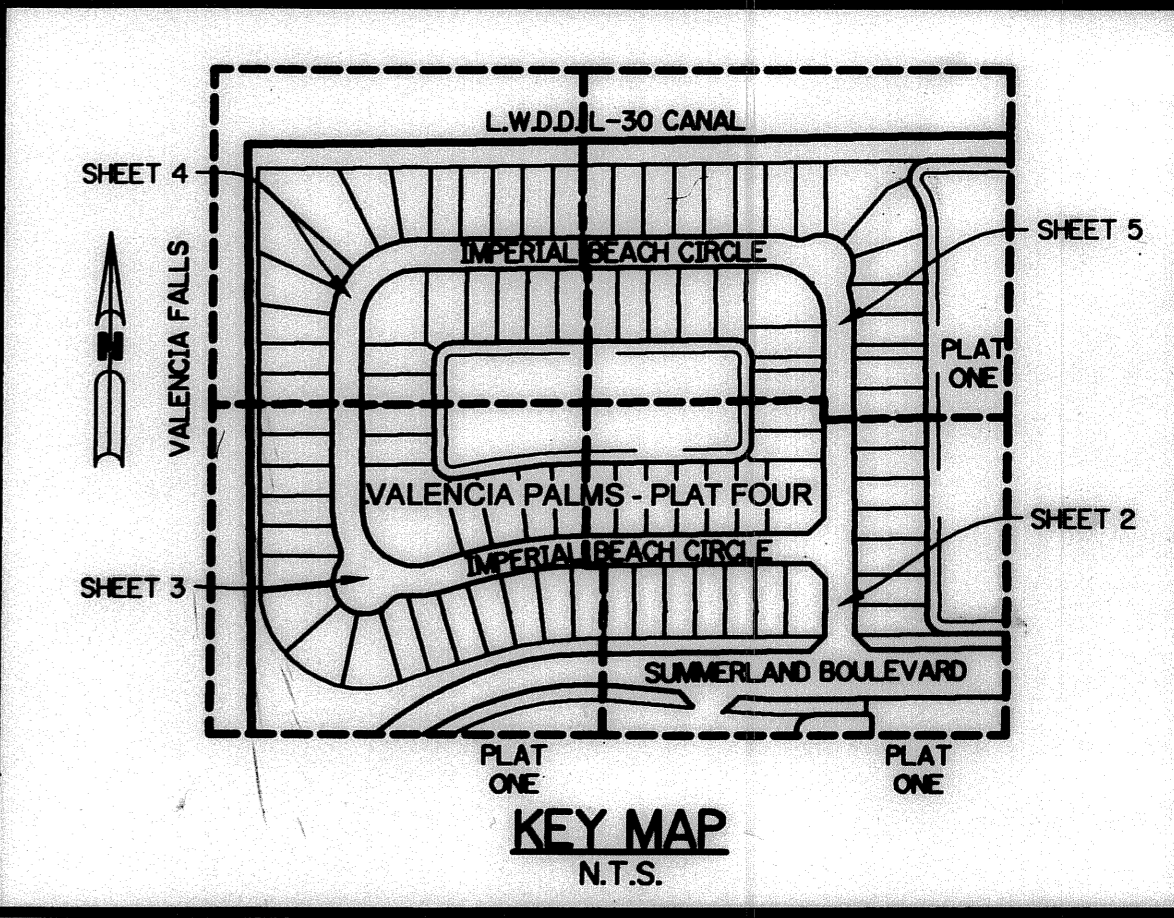 L.W.D.D. L-30 CANAL
SHEET 4
SHEET 5
IMPERIAL BEACH CIRCLE
VALENCIA FALLS
N
PLAT
ONE
VALENCIA PALMS - PLAT FOUR
SHEET 2
IMPERIAL BEACH CIRCLE
SHEET 3
SUMMERLAND BOULEVARD
PLAT
ONE
PLAT
ONE
KEY MAP
N.T.S.